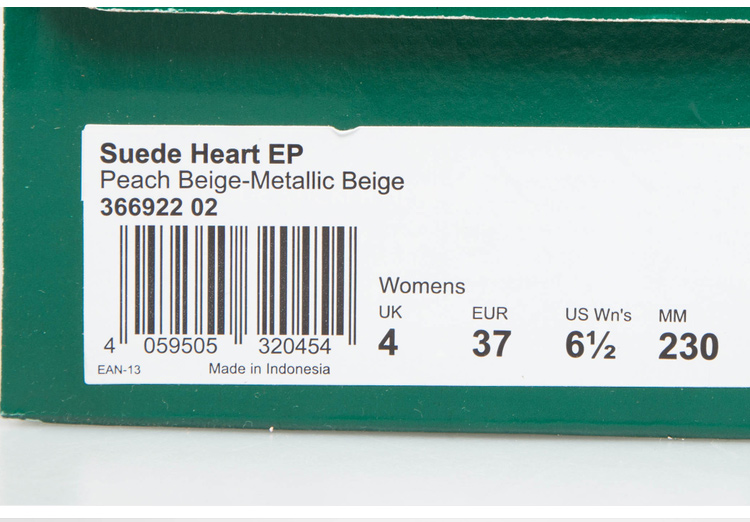 Suede Heart EP
Peach Beige-Metallic Beige
366922 02
4 059505 320454
EAN-13 Made in Indonesia
Womens
UK EUR US Wn's MM
4 37 6½ 230